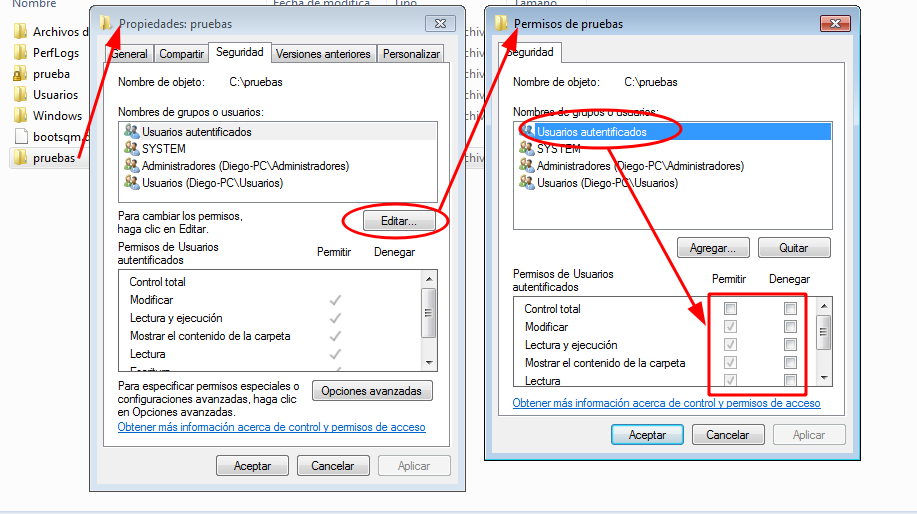 Nombre
Fecha de modifica...
Tipo
Tamaño
Archivos d
PerfLogs
prueba
Usuarios
Windows
bootsqm.d
pruebas
Propiedades: pruebas
General
Compartir
Seguridad
Versiones anteriores
Personalizar
Nombre de objeto: C:\pruebas
Nombres de grupos o usuarios:
Usuarios autentificados
SYSTEM
Administradores (Diego-PC\Administradores)
Usuarios (Diego-PC\Usuarios)
Para cambiar los permisos,
haga clic en Editar.
Editar...
Permisos de Usuarios
autentificados
Permitir
Denegar
Control total
Modificar
Lectura y ejecución
Mostrar el contenido de la carpeta
Lectura
Escritura
Para especificar permisos especiales o
configuraciones avanzadas, haga clic
en Opciones avanzadas.
Opciones avanzadas
Obtener más información acerca de control y permisos de acceso
Aceptar
Cancelar
Aplicar
Permisos de pruebas
Seguridad
Nombre de objeto: C:\pruebas
Nombres de grupos o usuarios:
Usuarios autentificados
SYSTEM
Administradores (Diego-PC\Administradores)
Usuarios (Diego-PC\Usuarios)
Agregar...
Quitar
Permisos de Usuarios
autentificados
Permitir
Denegar
Control total
Modificar
Lectura y ejecución
Mostrar el contenido de la carpeta
Lectura
Obtener más información acerca de control y permisos de acceso
Aceptar
Cancelar
Aplicar